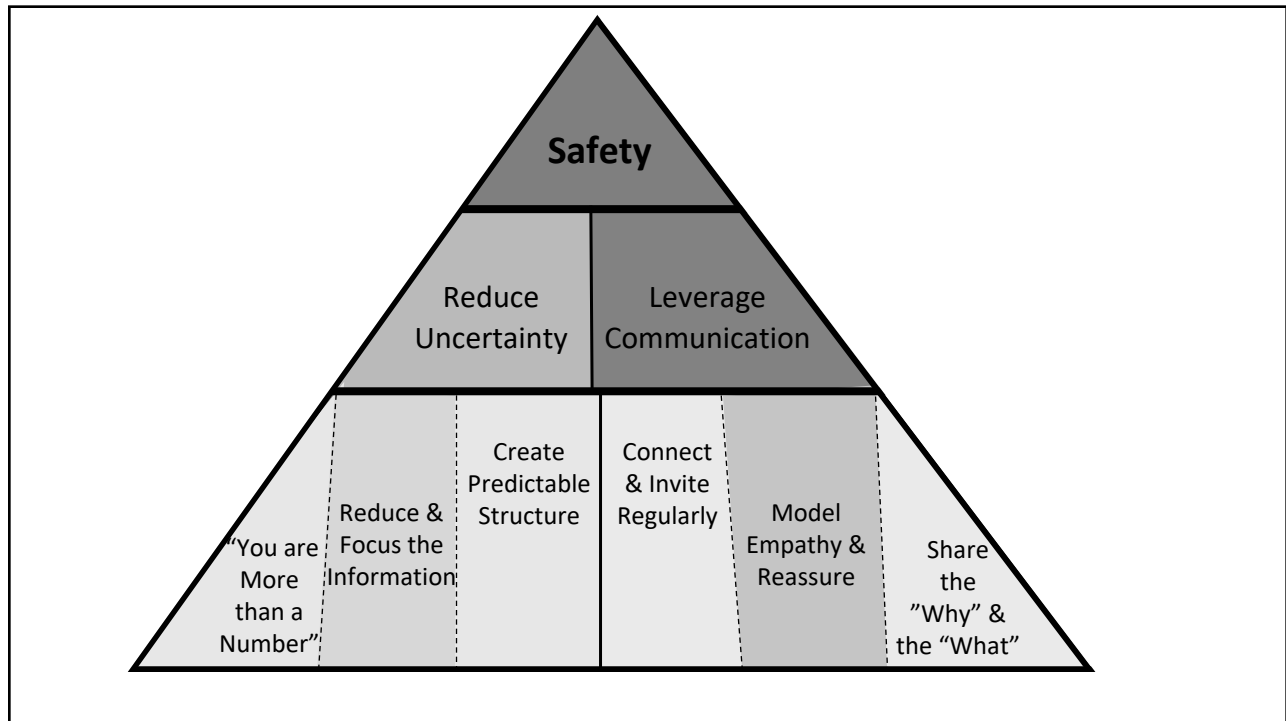 Safety
Reduce
Uncertainty
Leverage
Communication
“You are
More
than a
Number”
Reduce &
Focus the
Information
Create
Predictable
Structure
Connect
& Invite
Regularly
Model
Empathy &
Reassure
Share
the
”Why” &
the “What”